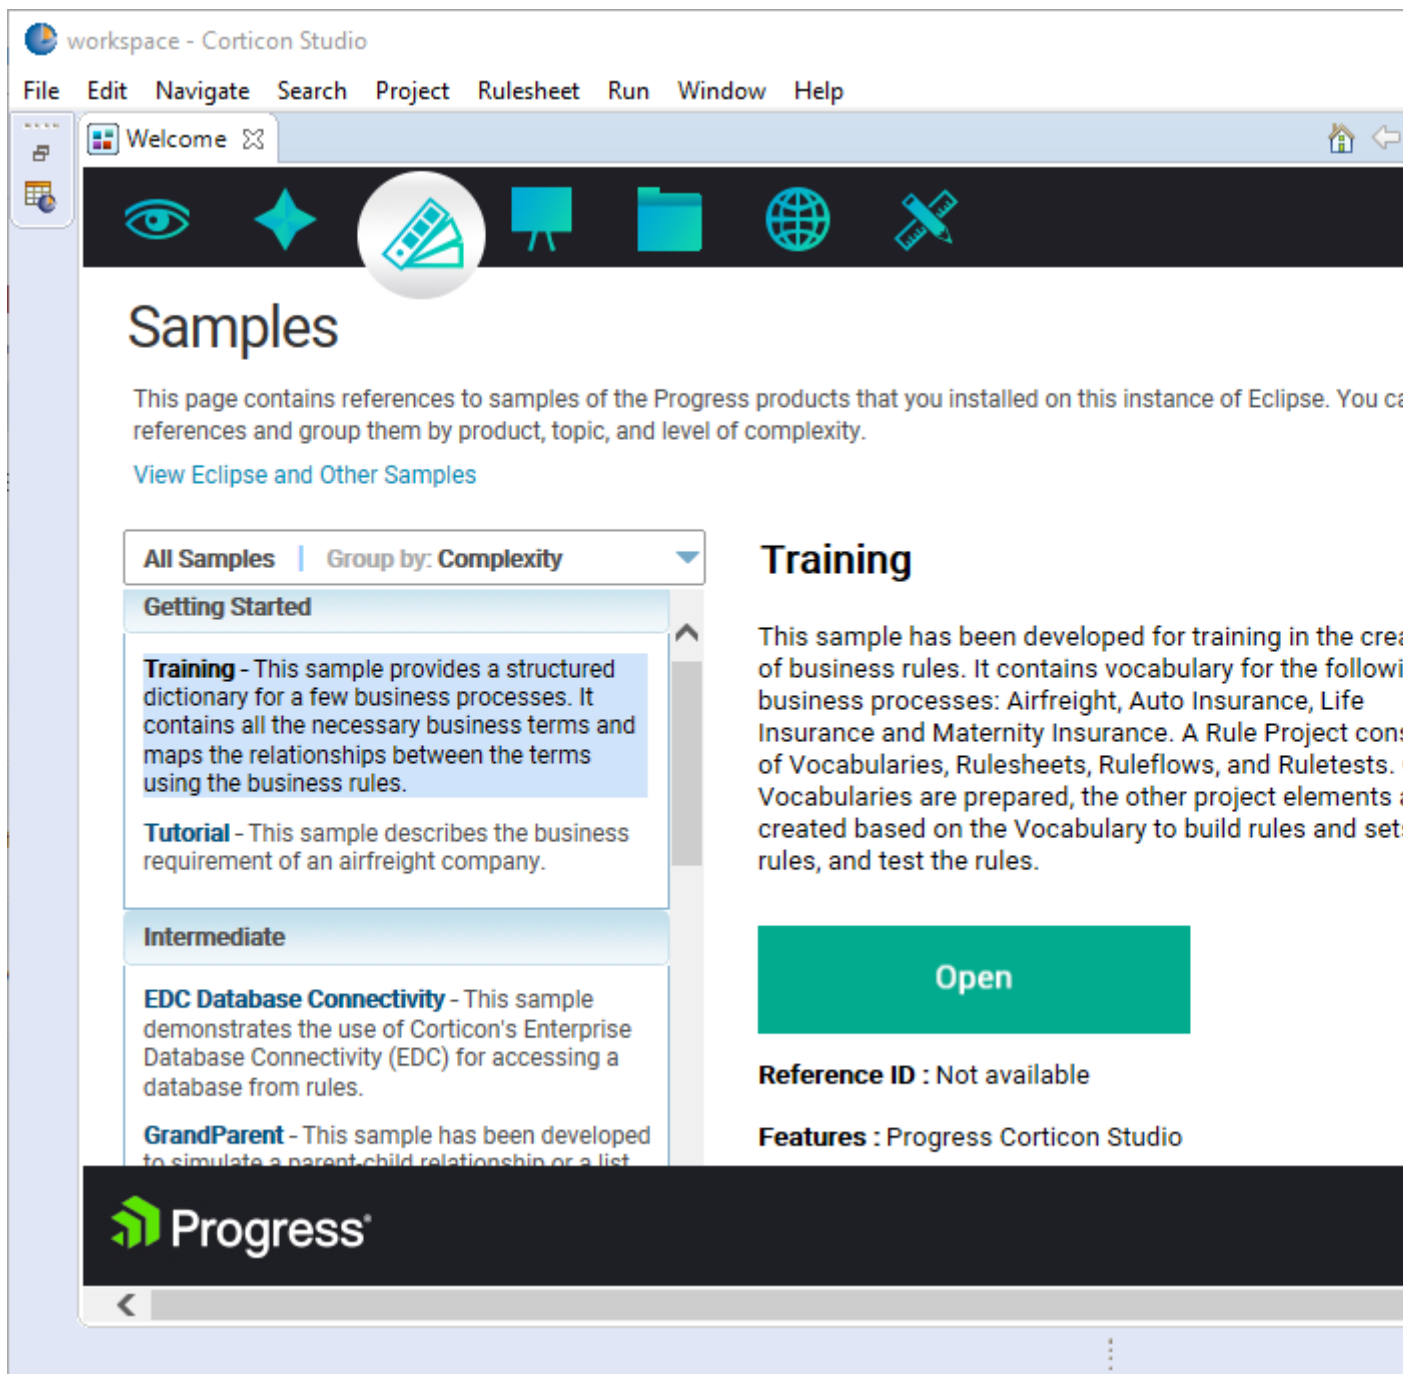 workspace - Corticon Studio
File Edit Navigate Search Project Rulesheet Run Window Help
Welcome
Samples
This page contains references to samples of the Progress products that you installed on this instance of Eclipse. You
references and group them by product, topic, and level of complexity.
View Eclipse and Other Samples
All Samples | Group by: Complexity
Getting Started
Training - This sample provides a structured
dictionary for a few business processes. It
contains all the necessary business terms and
maps the relationships between the terms
using the business rules.
Tutorial - This sample describes the business
requirement of an airfreight company.
Intermediate
EDC Database Connectivity - This sample
demonstrates the use of Corticon's Enterprise
Database Connectivity (EDC) for accessing a
database from rules.
GrandParent - This sample has been developed
to simulate a parent-child relationship or a list
Training
This sample has been developed for training in the
of business rules. It contains vocabulary for the
business processes: Airfreight, Auto Insurance, Life
Insurance and Maternity Insurance. A Rule Project
of Vocabularies, Rulesheets, Ruleflows, and Ruletests.
Vocabularies are prepared, the other project elements
created based on the Vocabulary to build rules and
rules, and test the rules.
Open
Reference ID : Not available
Features : Progress Corticon Studio
Progress